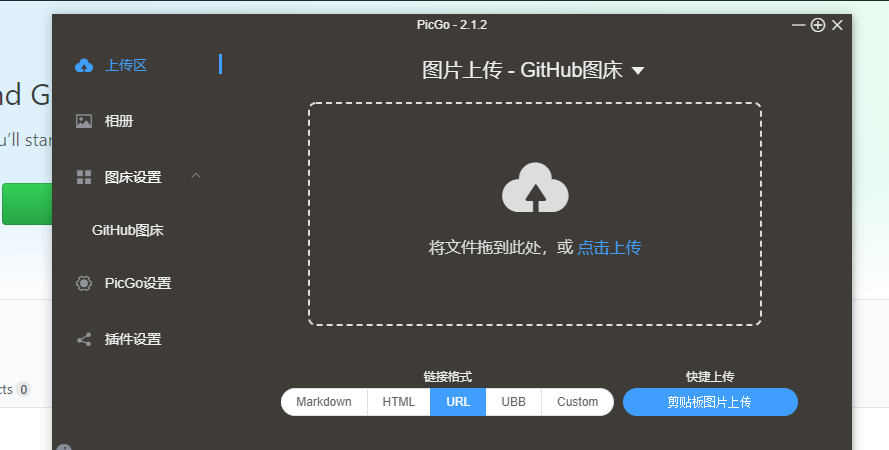 PicGo - 2.1.2
上传区
相册
图床设置
GitHub图床
PicGo设置
插件设置
图片上传 - GitHub图床
将文件拖到此处，或 点击上传
链接格式
快捷上传
Markdown HTML URL UBB Custom
剪贴板图片上传
nd G
u'll star
cts 0